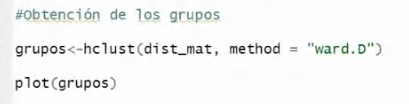 #Obtención de los grupos
grupos<-hclust(dist_mat, method = "ward.D")
plot(grupos)